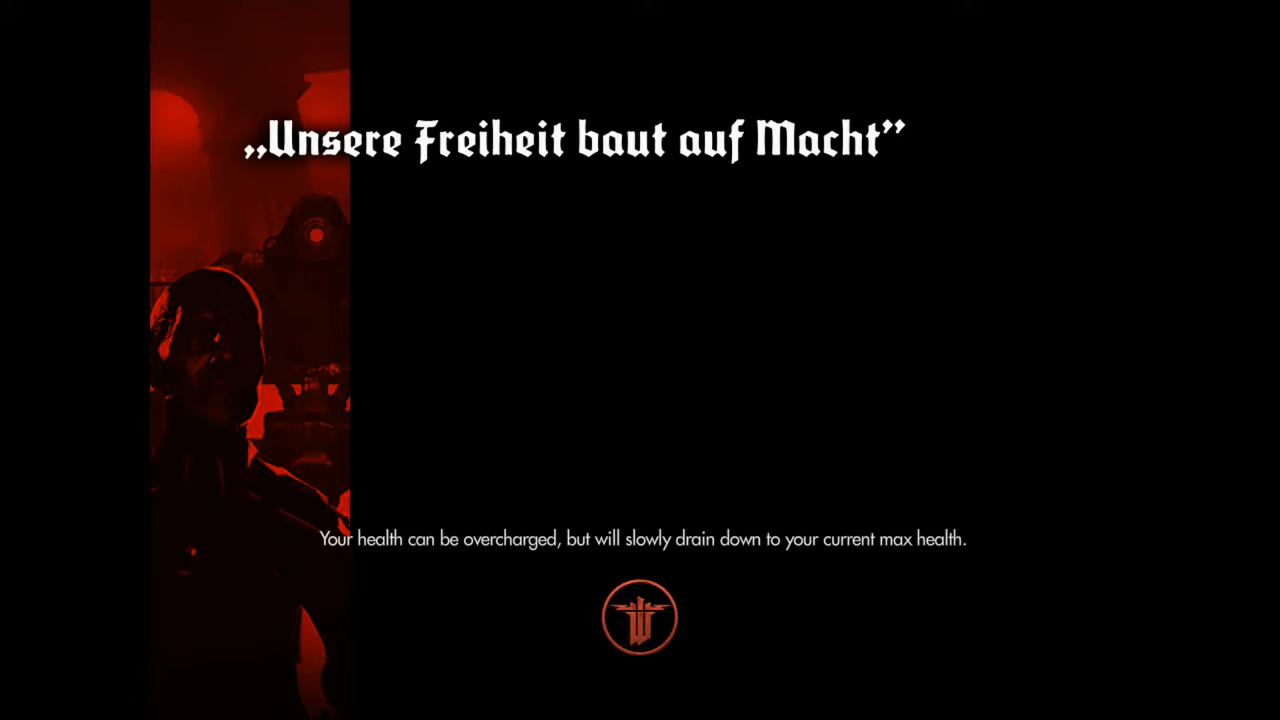 „Unsere Freiheit baut auf Macht”
Your health can be overcharged, but will slowly drain down to your current max health.